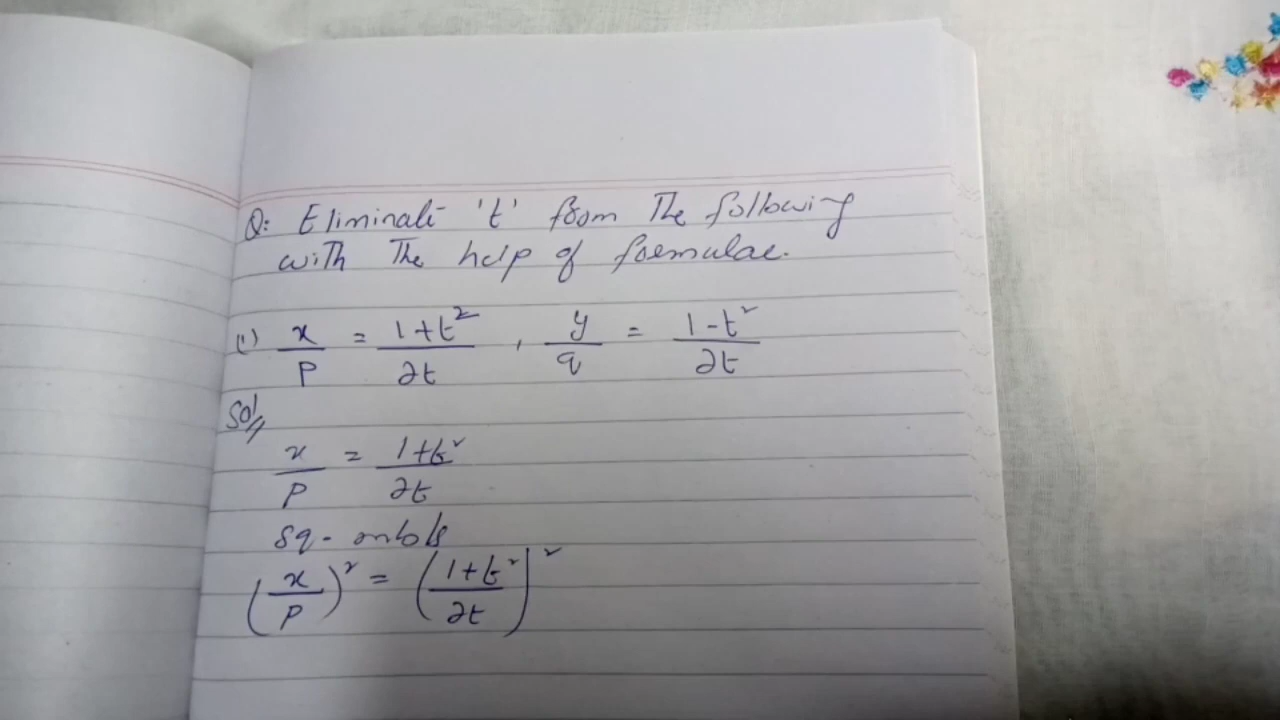 Q: Eliminate 't' from the following
with the help of formulae.
(i) x/p = 1+t²/2t , y/q = 1-t²/2t
Sol/
x/p = 1+t²/2t
Sq. on b/s
(x/p)² = (1+t²/2t)²